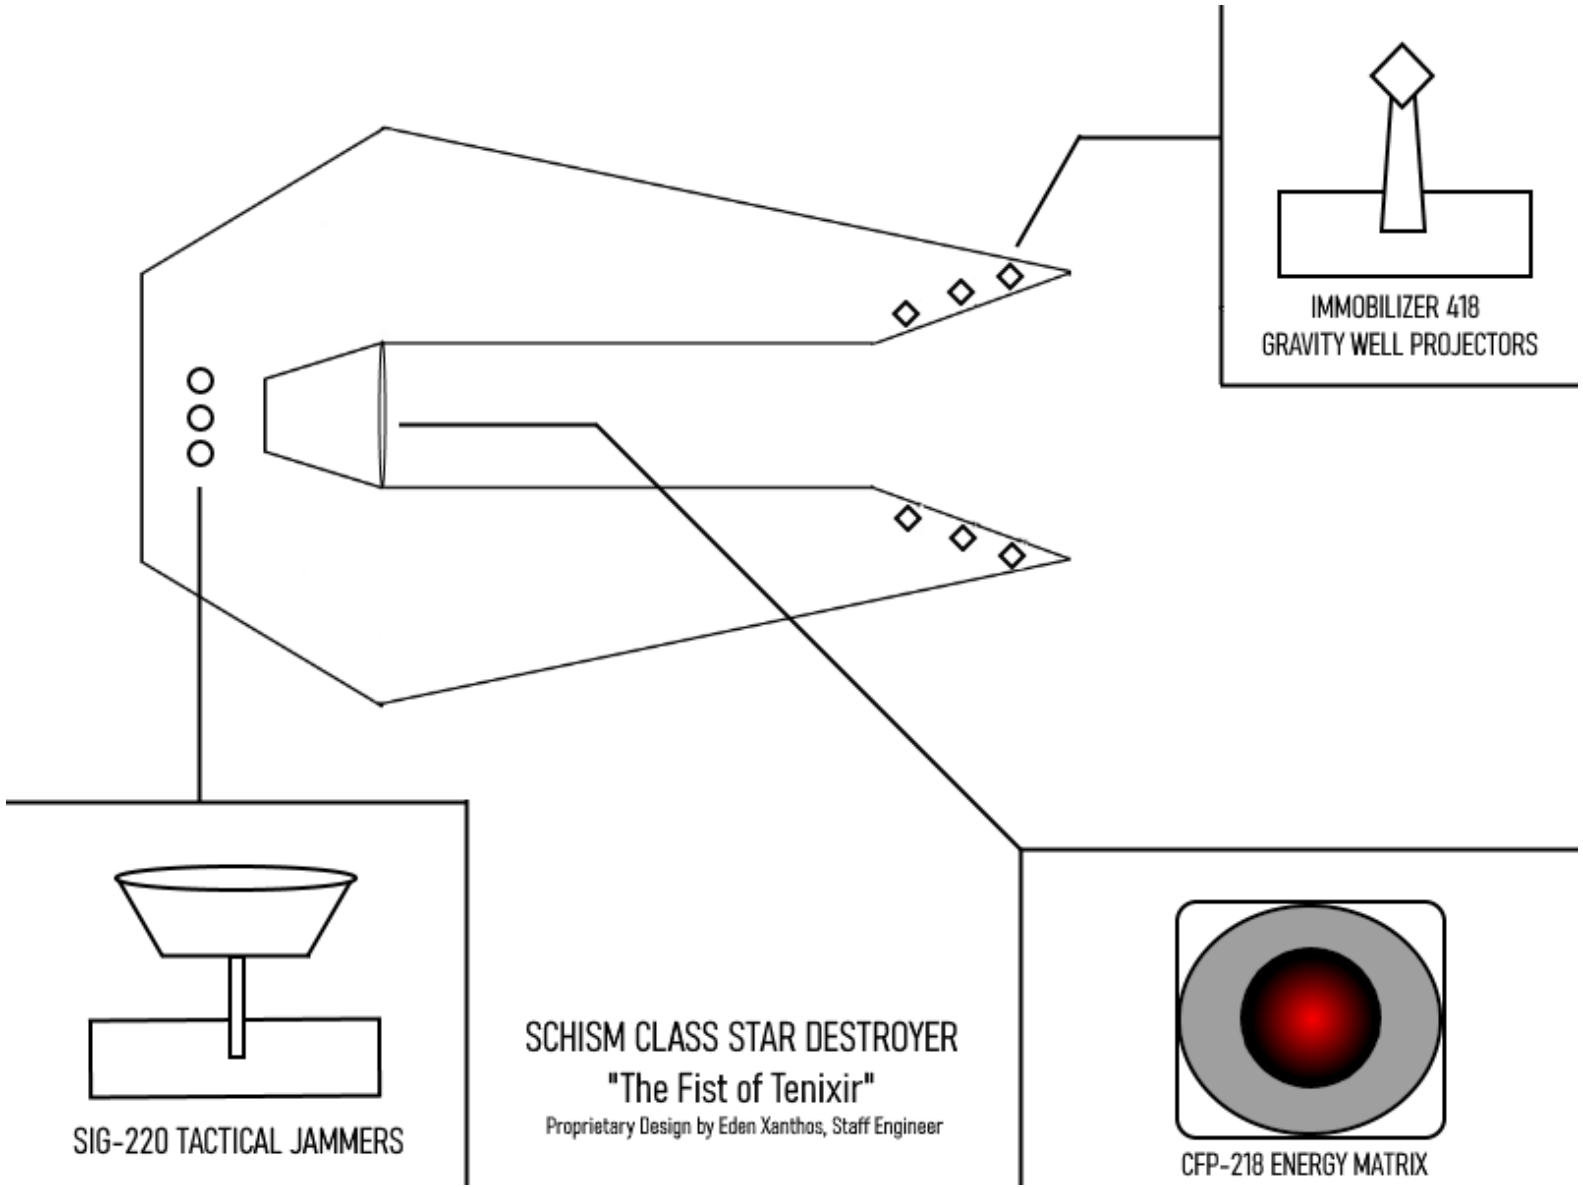 IMMOBILIZER 418
GRAVITY WELL PROJECTORS
SIG-220 TACTICAL JAMMERS
SCHISM CLASS STAR DESTROYER
"The Fist of Tenixir"
Proprietary Design by Eden Xanthos, Staff Engineer
CFP-218 ENERGY MATRIX